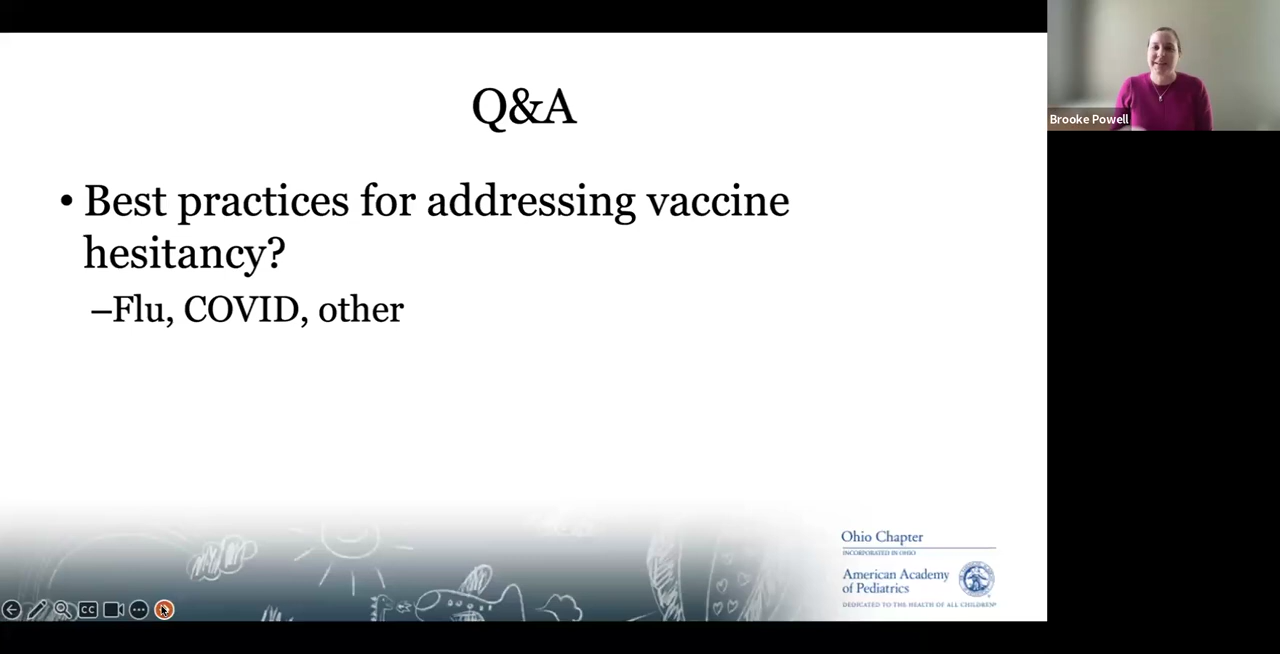 Q&A
• Best practices for addressing vaccine
hesitancy?
–Flu, COVID, other
Brooke Powell
Ohio Chapter
INCORPORATED IN OHIO
American Academy
of Pediatrics
DEDICATED TO THE HEALTH OF ALL CHILDREN®
CC